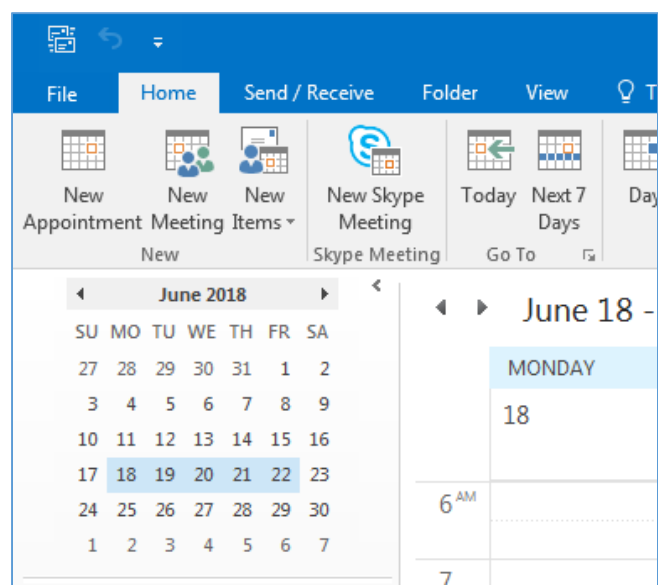 File Home Send / Receive Folder View
New Appointment New Meeting New Items New Skype Meeting Today Next 7 Days Day
New Skype Meeting Go To
June 2018
SU MO TU WE TH FR SA
27 28 29 30 31 1 2
3 4 5 6 7 8 9
10 11 12 13 14 15 16
17 18 19 20 21 22 23
24 25 26 27 28 29 30
1 2 3 4 5 6 7
June 18 -
MONDAY
18
6 AM
7